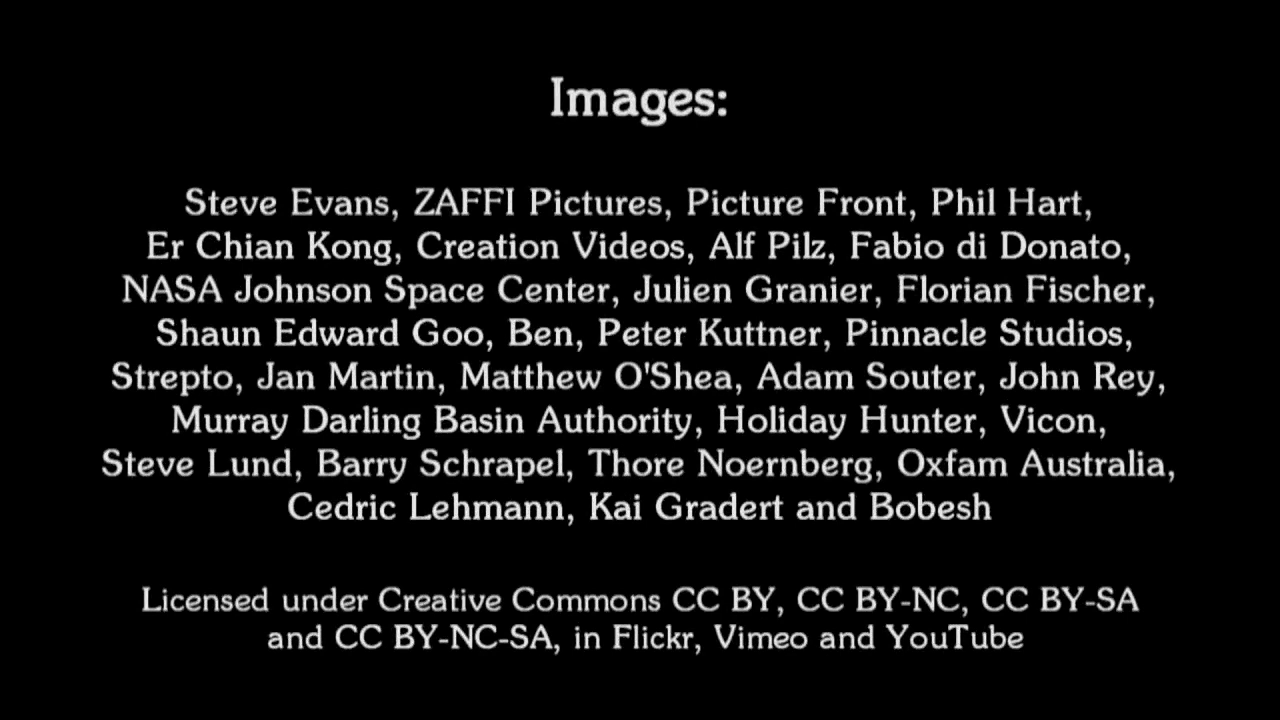 Images:
Steve Evans, ZAFFI Pictures, Picture Front, Phil Hart,
Er Chian Kong, Creation Videos, Alf Pilz, Fabio di Donato,
NASA Johnson Space Center, Julien Granier, Florian Fischer,
Shaun Edward Goo, Ben, Peter Kuttner, Pinnacle Studios,
Strepto, Jan Martin, Matthew O'Shea, Adam Souter, John Rey,
Murray Darling Basin Authority, Holiday Hunter, Vicon,
Steve Lund, Barry Schrapel, Thore Noernberg, Oxfam Australia,
Cedric Lehmann, Kai Gradert and Bobesh
Licensed under Creative Commons CC BY, CC BY-NC, CC BY-SA
and CC BY-NC-SA, in Flickr, Vimeo and YouTube